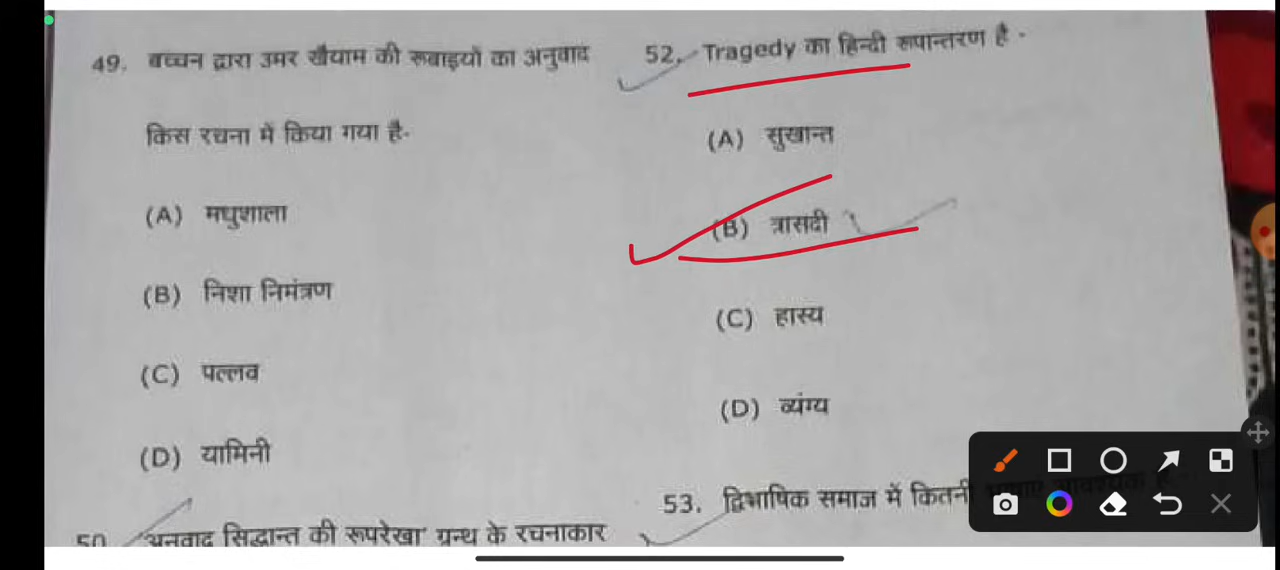 49. बच्चन द्वारा उमर खैयाम की रूबाइयों का अनुवाद
किस रचना में किया गया है-
(A) मधुशाला
(B) निशा निमंत्रण
(C) पल्लव
(D) यामिनी
50. 'अनुवाद सिद्धान्त की रूपरेखा' ग्रन्थ के रचनाकार
52. Tragedy का हिन्दी रूपान्तरण है -
(A) सुखान्त
(B) त्रासदी
(C) हास्य
(D) व्यंग्य
53. द्विभाषिक समाज में कितनी